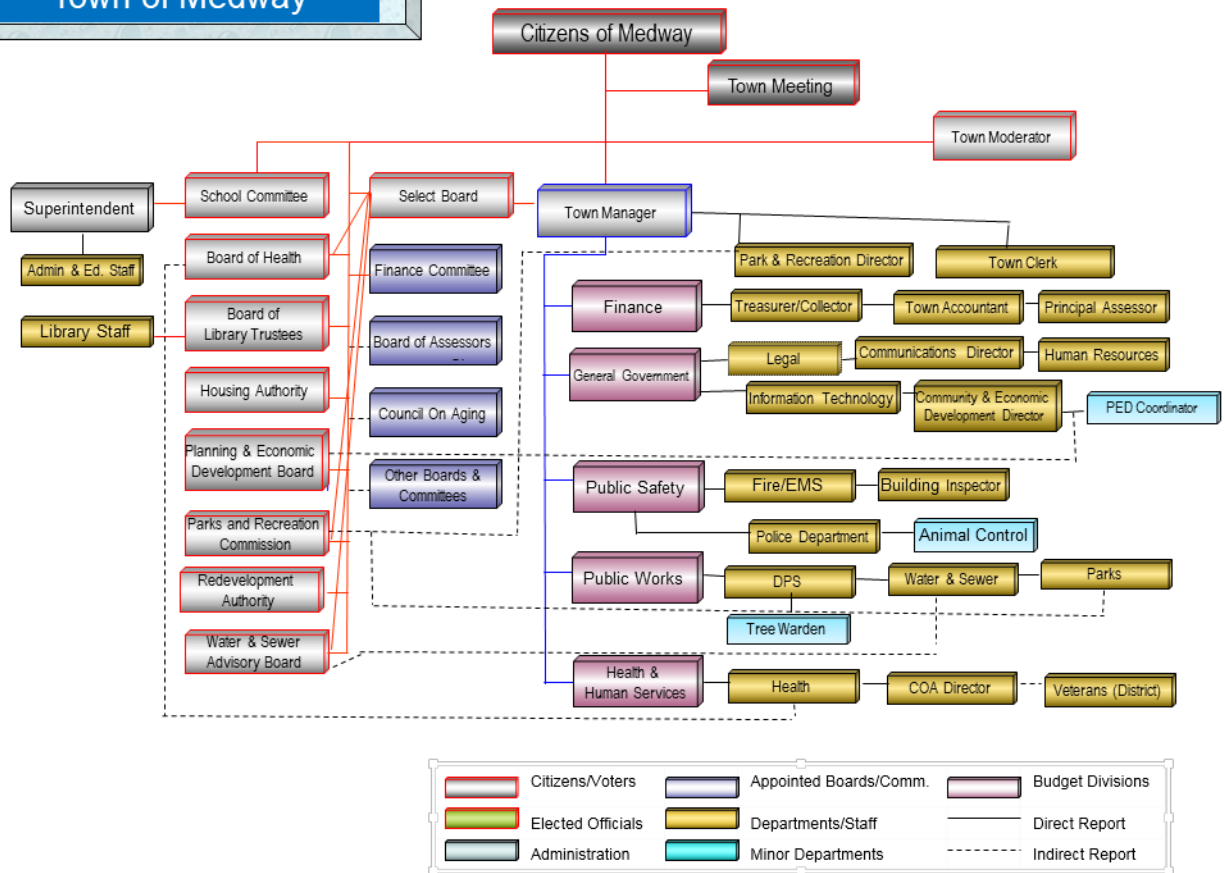 Town of Medway
Citizens of Medway
Town Meeting
Town Moderator
Superintendent
School Committee
Select Board
Town Manager
Admin & Ed. Staff
Board of Health
Finance Committee
Park & Recreation Director
Town Clerk
Library Staff
Board of
Library Trustees
Board of Assessors
Finance
Treasurer/Collector
Town Accountant
Principal Assessor
Housing Authority
Council On Aging
General Government
Legal
Communications Director
Human Resources
Information Technology
Community & Economic
Development Director
PED Coordinator
Planning & Economic
Development Board
Other Boards &
Committees
Public Safety
Fire/EMS
Building Inspector
Parks and Recreation
Commission
Police Department
Animal Control
Redevelopment
Authority
Public Works
DPS
Water & Sewer
Parks
Tree Warden
Water & Sewer
Advisory Board
Health &
Human Services
Health
COA Director
Veterans (District)
Citizens/Voters
Appointed Boards/Comm.
Budget Divisions
Elected Officials
Departments/Staff
Direct Report
Administration
Minor Departments
Indirect Report